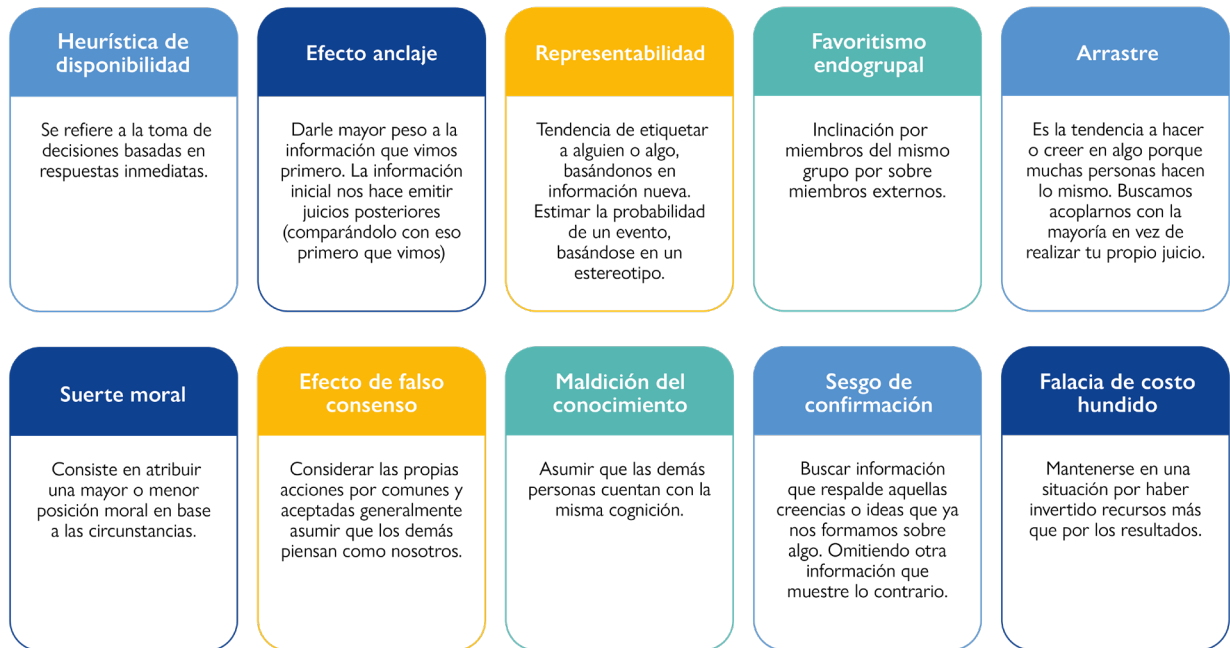 Heurística de
disponibilidad
Se refiere a la toma de
decisiones basadas en
respuestas inmediatas.
Efecto anclaje
Darle mayor peso a la
información que vimos
primero. La información
inicial nos hace emitir
juicios posteriores
(comparándolo con eso
primero que vimos)
Representabilidad
Tendencia de etiquetar
a alguien o algo,
basándonos en
información nueva.
Estimar la probabilidad
de un evento,
basándose en un
estereotipo.
Favoritismo
endogrupal
Inclinación por
miembros del mismo
grupo por sobre
miembros externos.
Arrastre
Es la tendencia a hacer
o creer en algo porque
muchas personas hacen
lo mismo. Buscamos
acoplarnos con la
mayoría en vez de
realizar tu propio juicio.
Suerte moral
Consiste en atribuir
una mayor o menor
posición moral en base
a las circunstancias.
Efecto de falso
consenso
Considerar las propias
acciones por comunes y
aceptadas generalmente
asumir que los demás
piensan como nosotros.
Maldición del
conocimiento
Asumir que las demás
personas cuentan con la
misma cognición.
Sesgo de
confirmación
Buscar información
que respalde aquellas
creencias o ideas que ya
nos formamos sobre
algo. Omitiendo otra
información que
muestre lo contrario.
Falacia de costo
hundido
Mantenerse en una
situación por haber
invertido recursos más
que por los resultados.